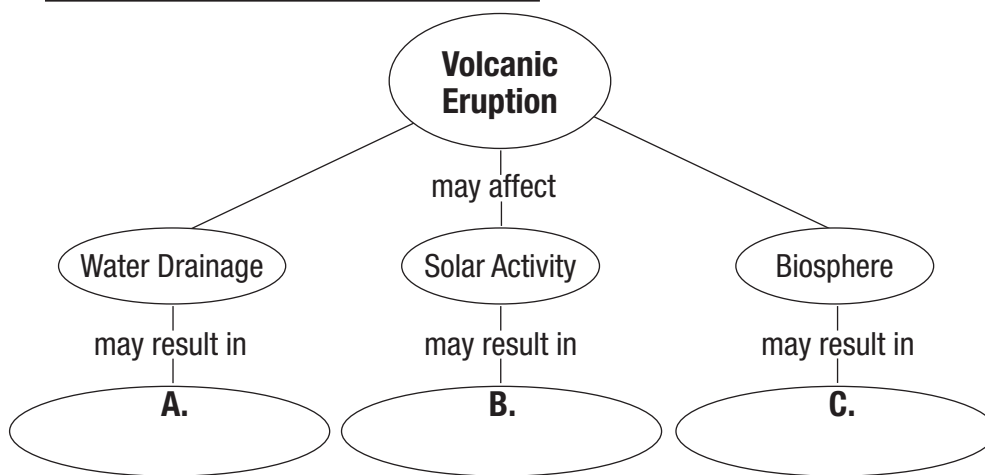 Volcanic
Eruption
may affect
Water Drainage
Solar Activity
Biosphere
may result in
may result in
may result in
A.
B.
C.